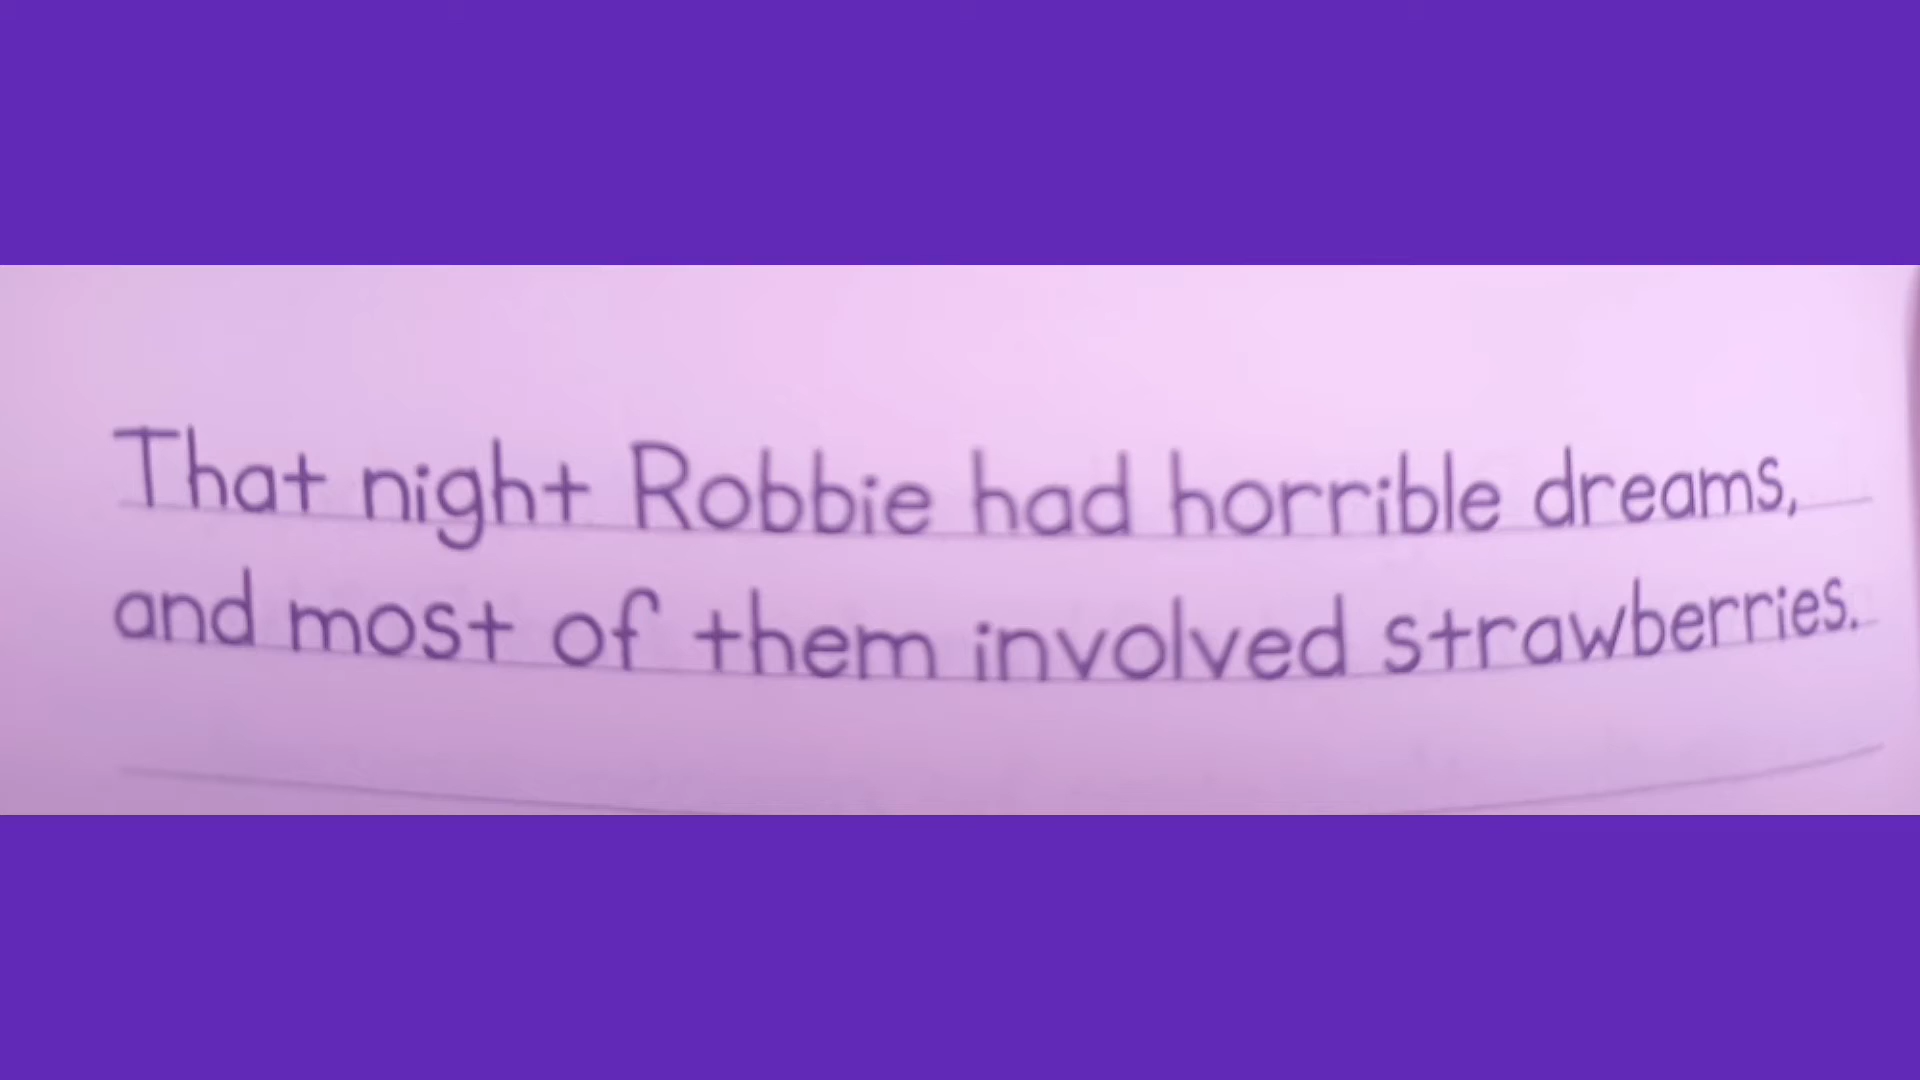 That night Robbie had horrible dreams,
and most of them involved strawberries.